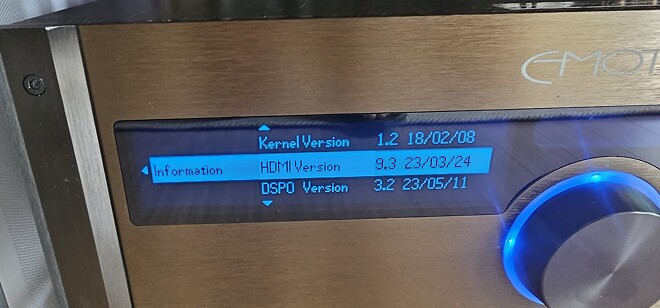 EMOT
Kernel Version 1.2 18/02/08
Information HDMI Version 9.3 23/03/24
DSP0 Version 3.2 23/05/11